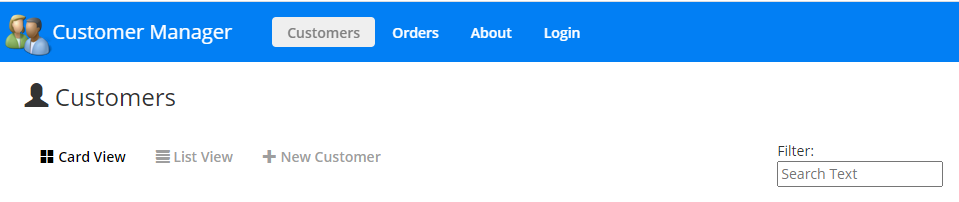 Customer Manager Customers Orders About Login
Customers
Card View List View New Customer
Filter:
Search Text